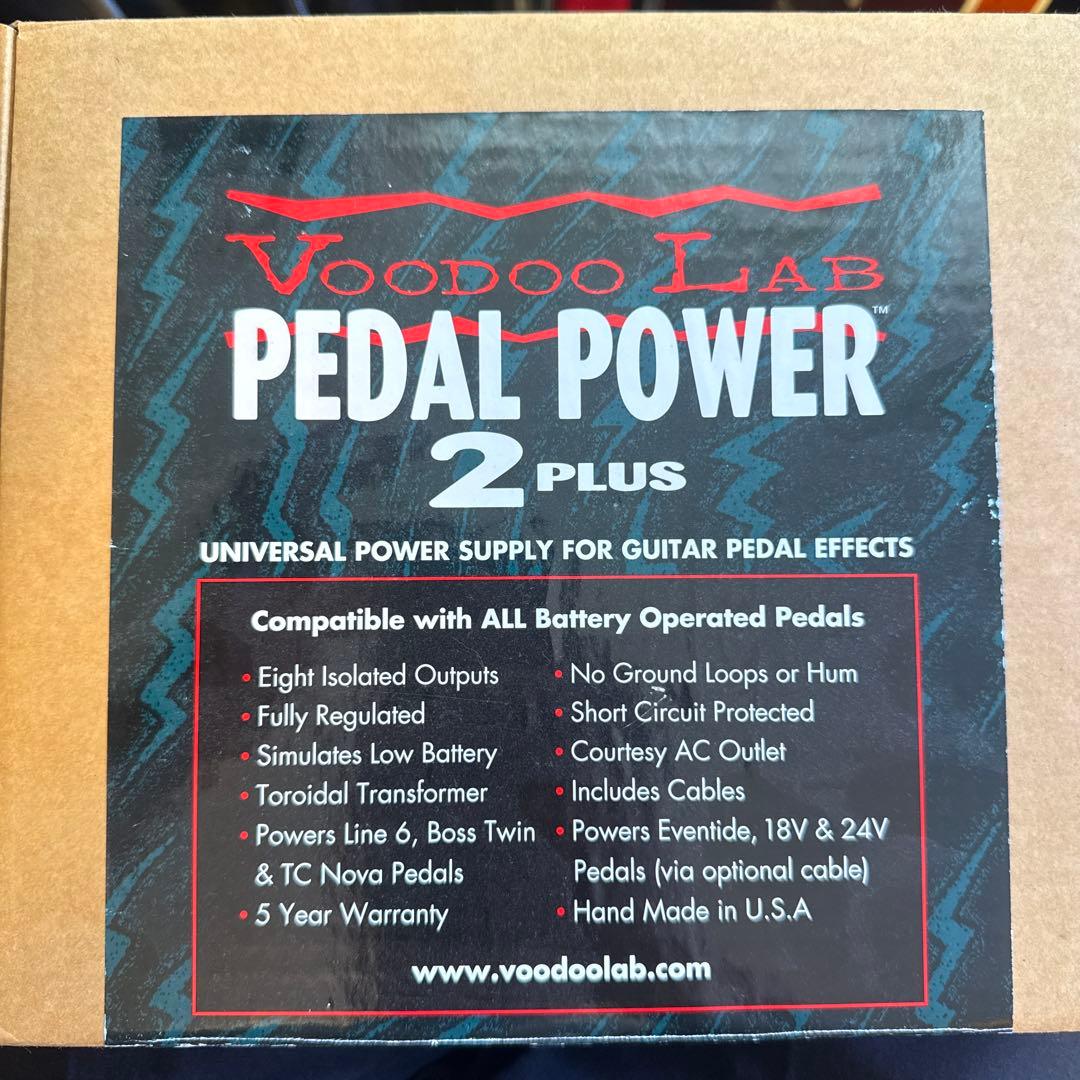 VOODOO LAB
PEDAL POWER™
2 PLUS
UNIVERSAL POWER SUPPLY FOR GUITAR PEDAL EFFECTS
Compatible with ALL Battery Operated Pedals
• Eight Isolated Outputs
• Fully Regulated
• Simulates Low Battery
• Toroidal Transformer
• Powers Line 6, Boss Twin
& TC Nova Pedals
• 5 Year Warranty
• No Ground Loops or Hum
• Short Circuit Protected
• Courtesy AC Outlet
• Includes Cables
• Powers Eventide, 18V & 24V
Pedals (via optional cable)
• Hand Made in U.S.A
www.voodoolab.com